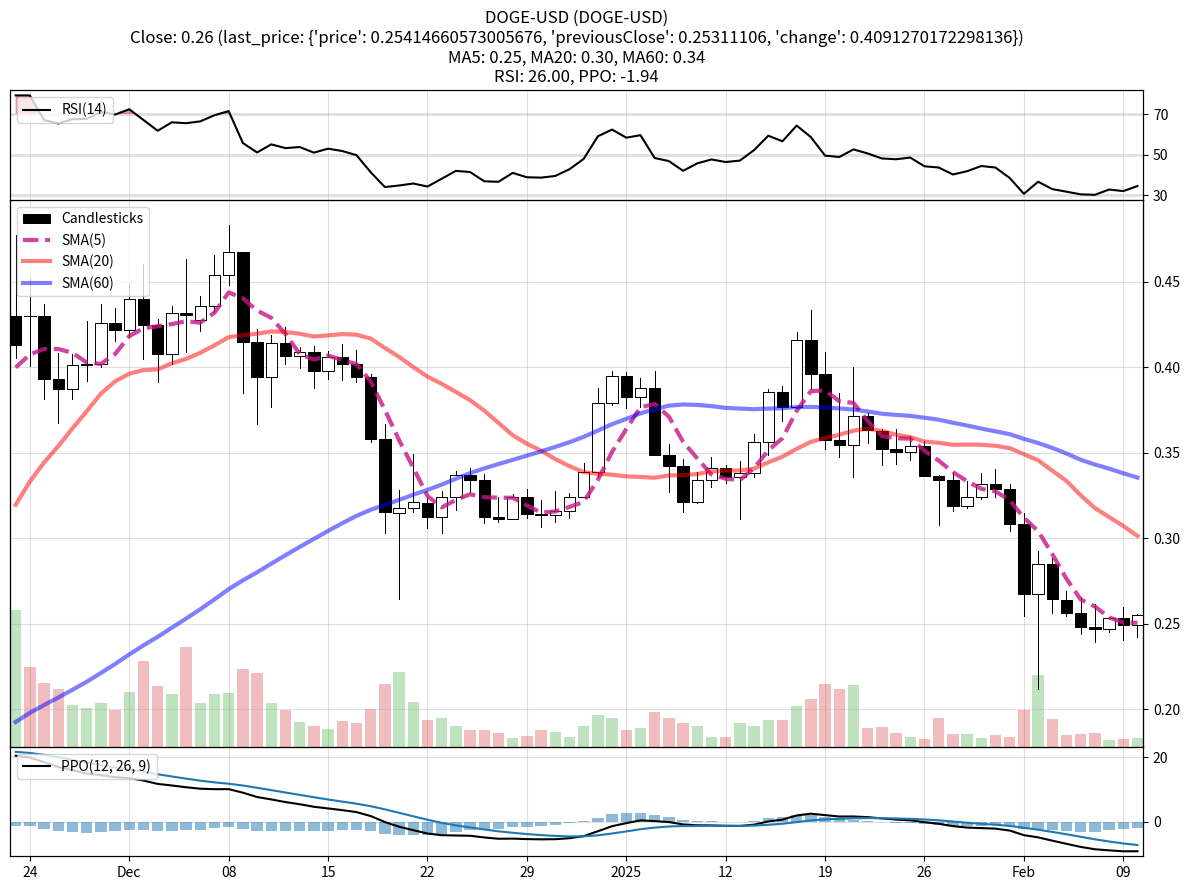 DOGE-USD (DOGE-USD)
Close: 0.26 (last_price: {'price': 0.25414660573005676, 'previousClose': 0.25311106, 'change': 0.4091270172298136})
MA5: 0.25, MA20: 0.30, MA60: 0.34
RSI: 26.00, PPO: -1.94
RSI(14)
70
50
30
Candlesticks
SMA(5)
SMA(20)
SMA(60)
0.45
0.40
0.35
0.30
0.25
0.20
PPO(12, 26, 9)
20
0
24 Dec 08 15 22 29 2025 12 19 26 Feb 09